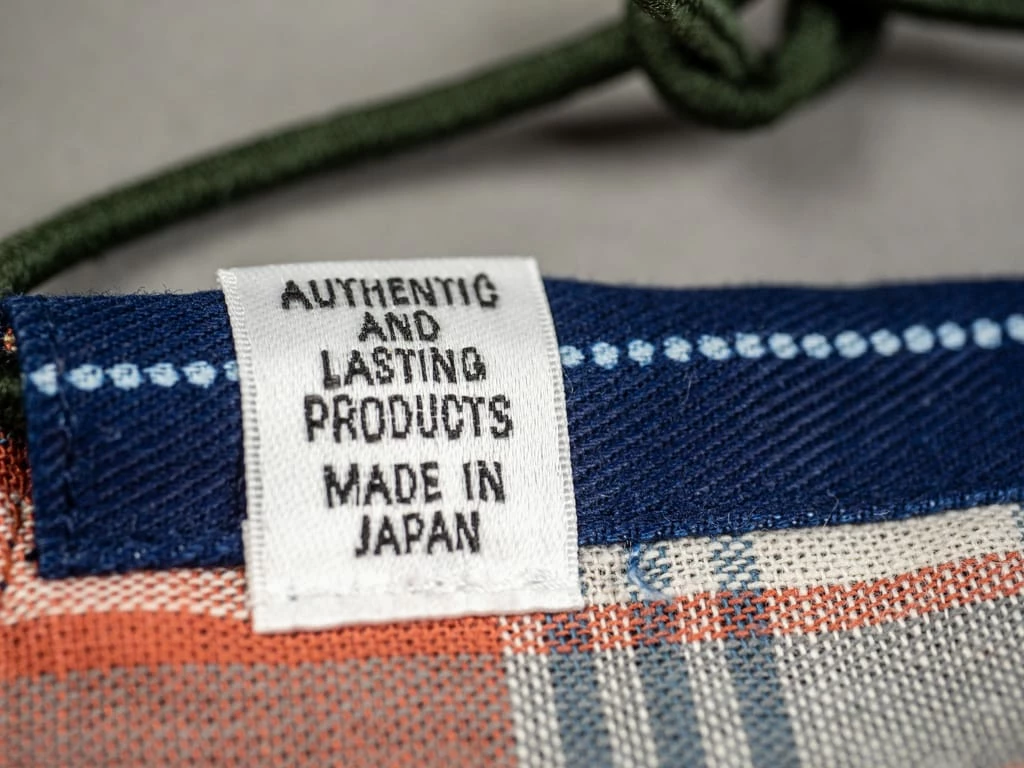 AUTHENTIC
AND
LASTING
PRODUCTS
MADE IN
JAPAN